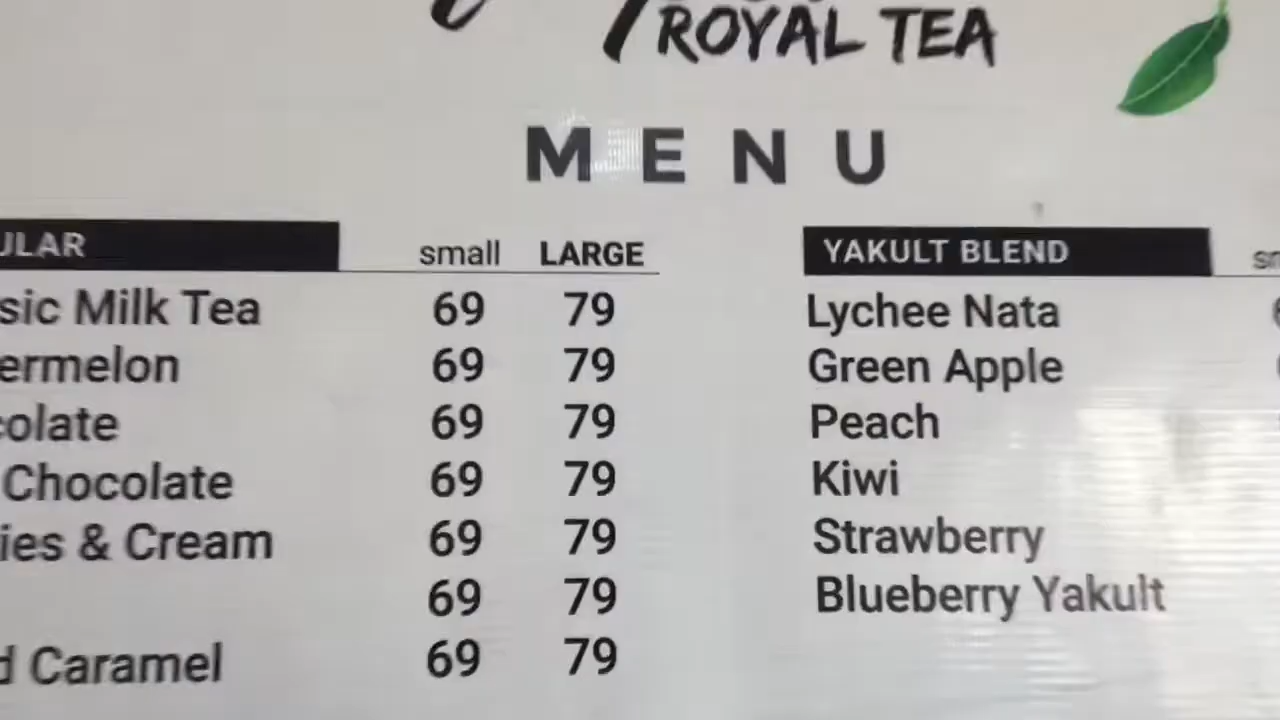 ROYAL TEA
MENU
ULAR small LARGE
sic Milk Tea 69 79
ermelon 69 79
colate 69 79
Chocolate 69 79
ies & Cream 69 79
69 79
d Caramel 69 79
YAKULT BLEND
Lychee Nata
Green Apple
Peach
Kiwi
Strawberry
Blueberry Yakult